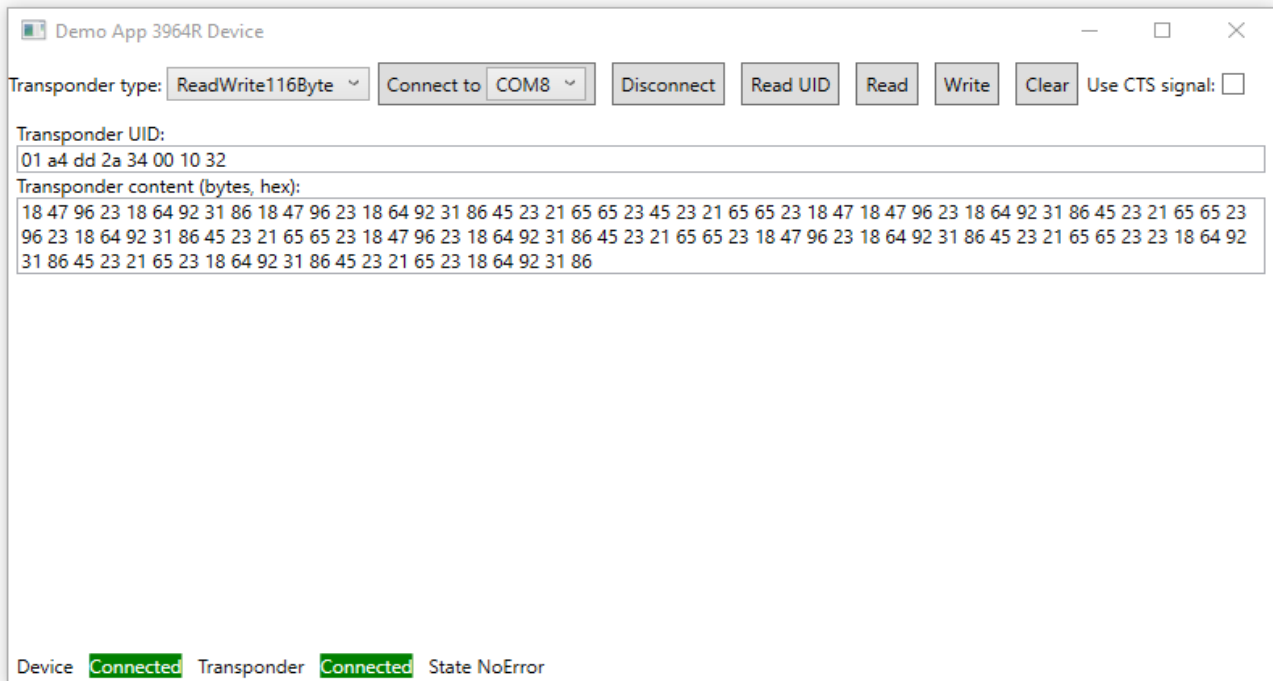 Demo App 3964R Device
Transponder type: ReadWrite116Byte Connect to COM8 Disconnect Read UID Read Write Clear Use CTS signal:
Transponder UID:
01 a4 dd 2a 34 00 10 32
Transponder content (bytes, hex):
18 47 96 23 18 64 92 31 86 18 47 96 23 18 64 92 31 86 45 23 21 65 65 23 45 23 21 65 65 23 18 47 18 47 96 23 18 64 92 31 86 45 23 21 65 65 23
96 23 18 64 92 31 86 45 23 21 65 65 23 18 47 96 23 18 64 92 31 86 45 23 21 65 65 23 18 47 96 23 18 64 92 31 86 45 23 21 65 65 23 23 18 64 92
31 86 45 23 21 65 23 18 64 92 31 86 45 23 21 65 23 18 64 92 31 86
Device Connected Transponder Connected State NoError